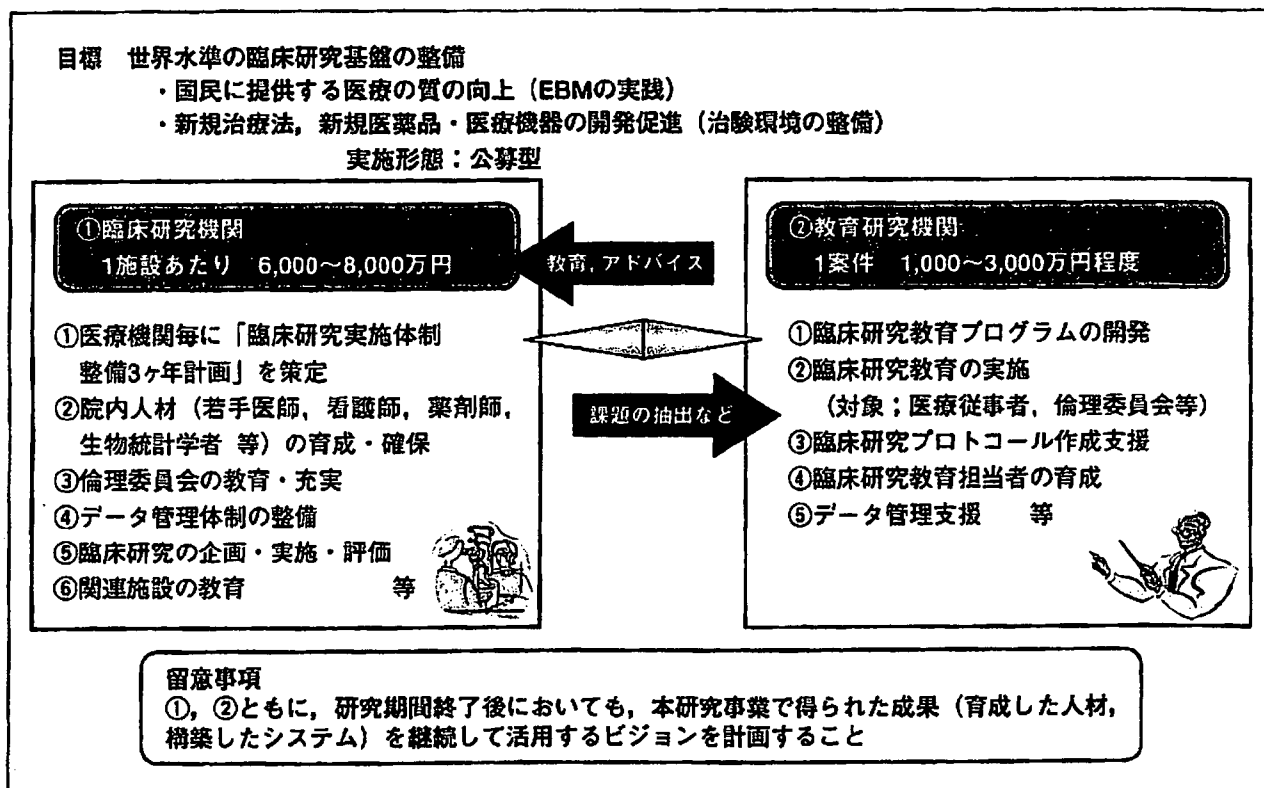 目標　世界水準の臨床研究基盤の整備
・国民に提供する医療の質の向上（EBMの実践）
・新規治療法，新規医薬品・医療機器の開発促進（治験環境の整備）
実施形態：公募型
①臨床研究機関
1施設あたり　6,000〜8,000万円
①医療機関毎に「臨床研究実施体制
整備3ヶ年計画」を策定
②院内人材（若手医師，看護師，薬剤師，
生物統計学者 等）の育成・確保
③倫理委員会の教育・充実
④データ管理体制の整備
⑤臨床研究の企画・実施・評価
⑥関連施設の教育　　　　　等
教育，アドバイス
課題の抽出など
②教育研究機関
1案件　1,000〜3,000万円程度
①臨床研究教育プログラムの開発
②臨床研究教育の実施
（対象；医療従事者，倫理委員会等）
③臨床研究プロトコール作成支援
④臨床研究教育担当者の育成
⑤データ管理支援　　等
留意事項
①，②ともに，研究期間終了後においても，本研究事業で得られた成果（育成した人材，
構築したシステム）を継続して活用するビジョンを計画すること